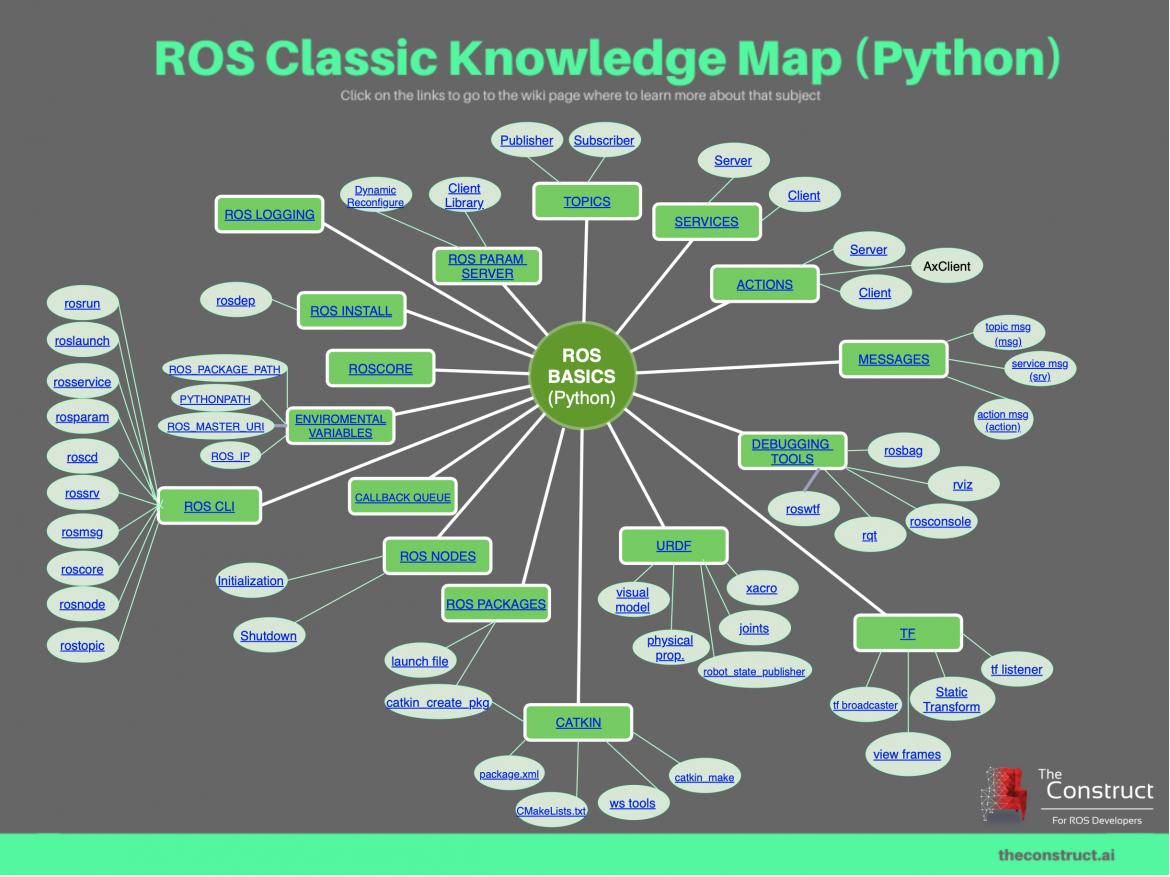 ROS Classic Knowledge Map (Python)
Click on the links to go to the wiki page where to learn more about that subject
Publisher
Subscriber
TOPICS
Server
Client
SERVICES
Dynamic
Reconfigure
Client
Library
ROS PARAM
SERVER
ROS LOGGING
Server
AxClient
Client
ACTIONS
rosdep
ROS INSTALL
ROSCORE
ROS
BASICS
(Python)
MESSAGES
topic msg
(msg)
service msg
(srv)
action msg
(action)
rosrun
roslaunch
rosservice
rosparam
roscd
rossrv
rosmsg
roscore
rosnode
rostopic
ROS CLI
ROS_PACKAGE_PATH
PYTHONPATH
ROS_MASTER_URI
ROS_IP
ENVIROMENTAL
VARIABLES
CALLBACK QUEUE
DEBUGGING
TOOLS
rosbag
rviz
rosconsole
rqt
roswtf
ROS NODES
Initialization
Shutdown
ROS PACKAGES
launch file
catkin_create_pkg
URDF
visual
model
physical
prop.
robot_state_publisher
joints
xacro
TF
tf broadcaster
view frames
Static
Transform
tf listener
CATKIN
package.xml
CMakeLists.txt
ws tools
catkin_make
The
Construct
For ROS Developers
theconstruct.ai